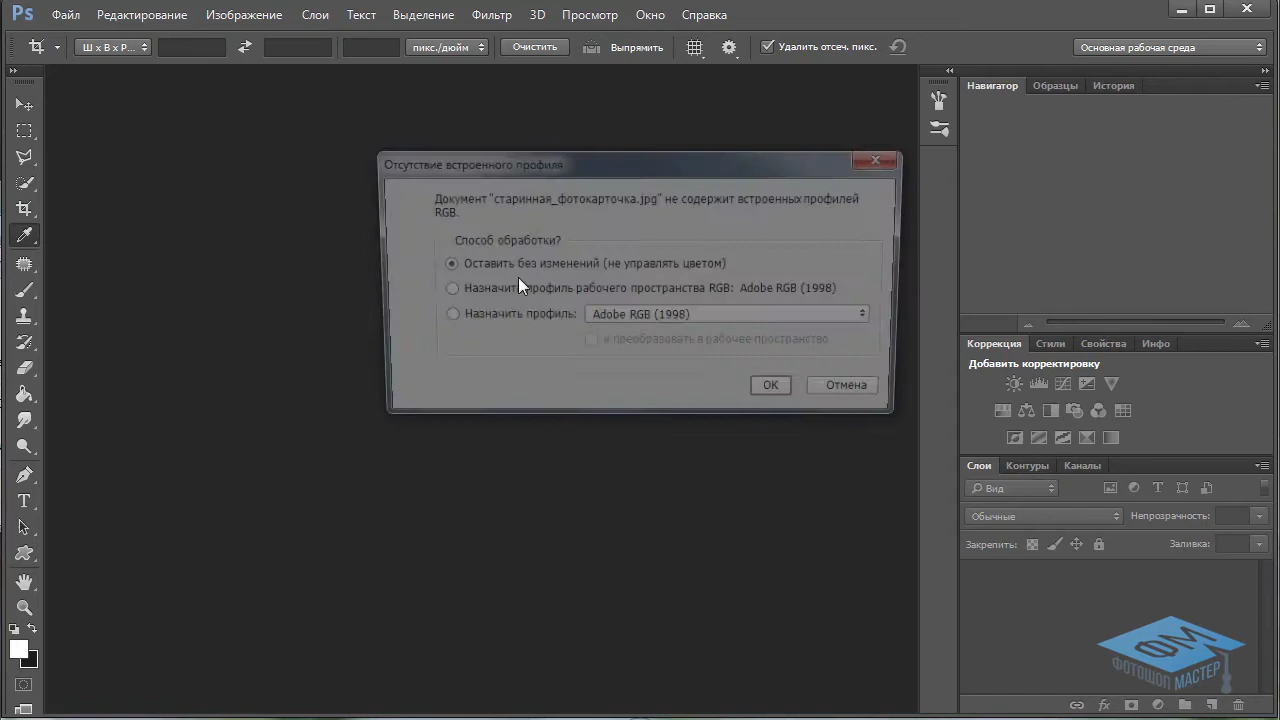 Ps Файл Редактирование Изображение Слои Текст Выделение Фильтр 3D Просмотр Окно Справка
Ш x В x Р... пикс./дюйм Очистить Выпрямить Удалить отсеч. пикс. Основная рабочая среда
Навигатор Образцы История
Отсутствие встроенного профиля
Документ "старинная_фотокарточка.jpg" не содержит встроенных профилей
RGB.
Способ обработки?
Оставить без изменений (не управлять цветом)
Назначить профиль рабочего пространства RGB: Adobe RGB (1998)
Назначить профиль: Adobe RGB (1998)
и преобразовать в рабочее пространство
OK Отмена
Коррекция Стили Свойства Инфо
Добавить корректировку
Слои Контуры Каналы
Вид
Обычные Непрозрачность:
Закрепить: Заливка:
T
fx
ФМ
ФОТОШОП МАСТЕР